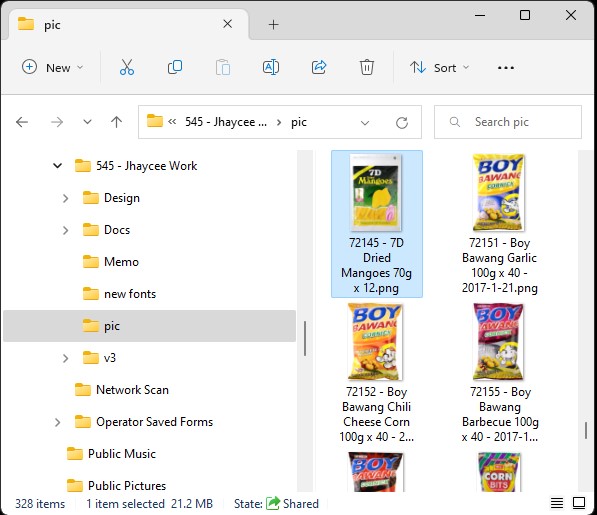 pic
New
Sort
545 - Jhaycee ...
pic
Search pic
545 - Jhaycee Work
Design
Docs
Memo
new fonts
pic
v3
Network Scan
Operator Saved Forms
Public Music
Public Pictures
7D
Mangoes
72145 - 7D
Dried
Mangoes 70g
x 12.png
BOY
BAWANG
CORNICK
72151 - Boy
Bawang Garlic
100g x 40 -
2017-1-21.png
BOY
BAWANG
72152 - Boy
Bawang Chili
Cheese Corn
100g x 40 - 2...
BOY
BAWANG
CORNICK
72155 - Boy
Bawang
Barbecue 100g
x 40 - 2017-1...
BOY
BAWANG
CORN
BITS
328 items
1 item selected 21.2 MB
State: Shared